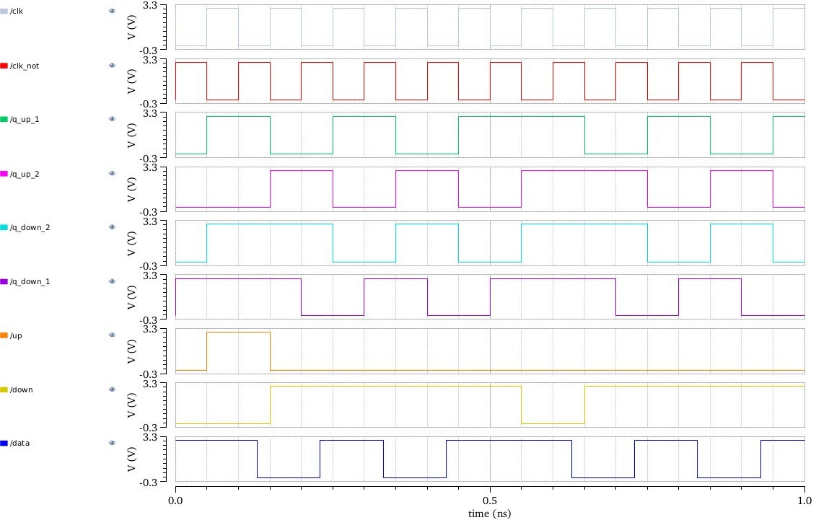 /clk V (V) 3.3 -0.3
/clk_not V (V) 3.3 -0.3
/q_up_1 V (V) 3.3 -0.3
/q_up_2 V (V) 3.3 -0.3
/q_down_2 V (V) 3.3 -0.3
/q_down_1 V (V) 3.3 -0.3
/up V (V) 3.3 -0.3
/down V (V) 3.3 -0.3
/data V (V) 3.3 -0.3
0.0 0.5 1.0
time (ns)